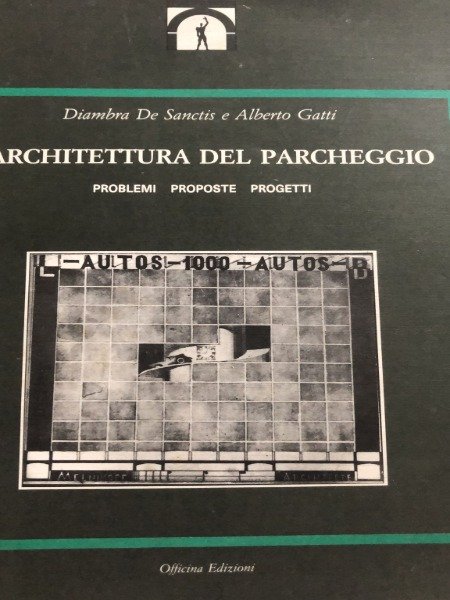 Diambra De Sanctis e Alberto Gatti
ARCHITETTURA DEL PARCHEGGIO
PROBLEMI PROPOSTE PROGETTI
L-AUTOS-1000-AUTOS-B
Officina Edizioni